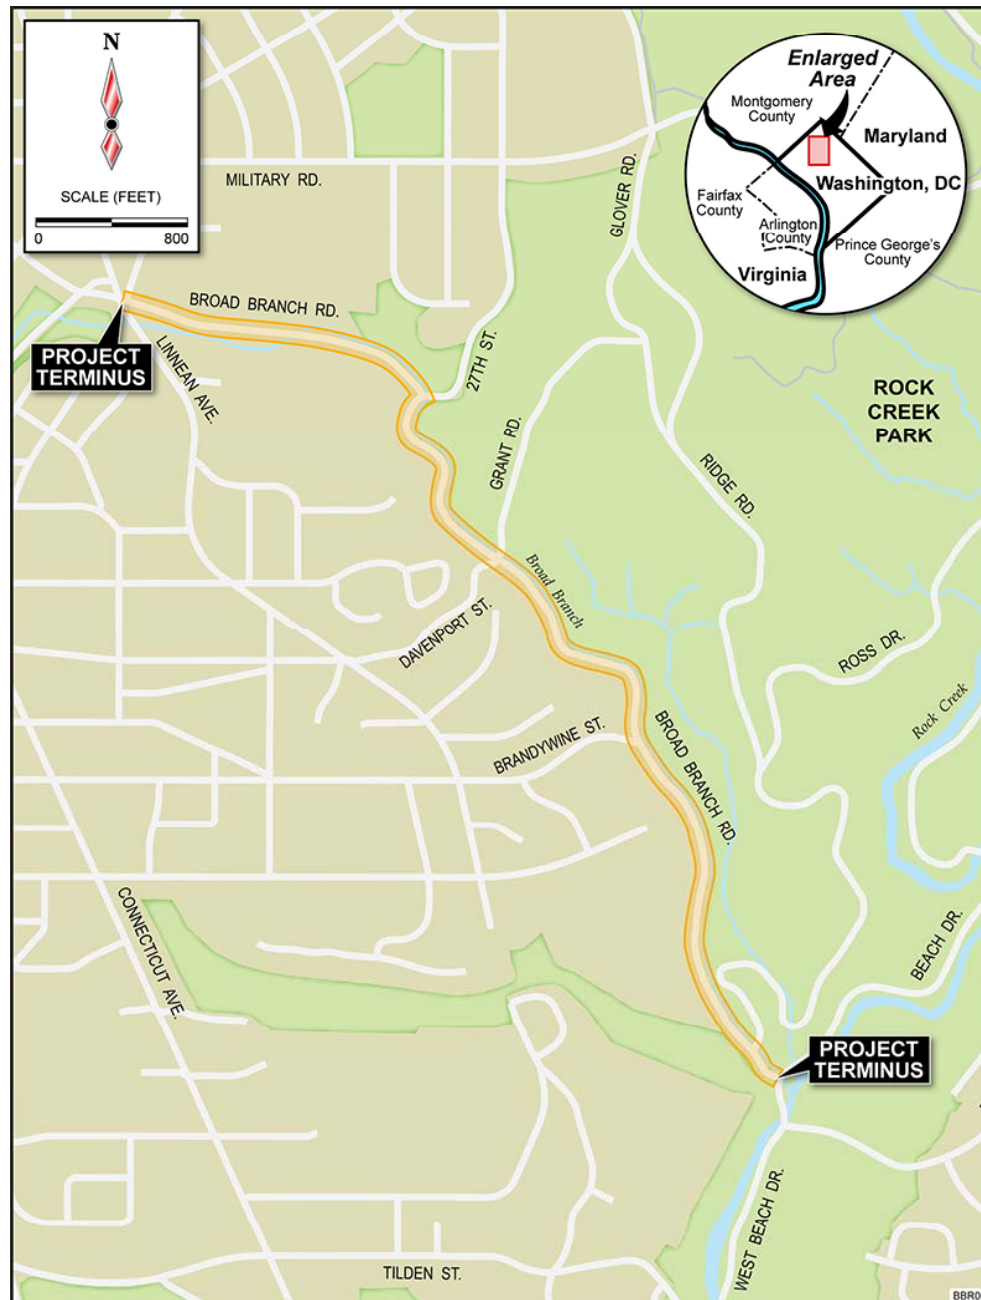 N
SCALE (FEET)
0 800
Enlarged
Area
Montgomery
County
Maryland
Washington, DC
Fairfax
County
Arlington
County
Prince George's
County
Virginia
MILITARY RD.
GLOVER RD.
BROAD BRANCH RD.
PROJECT
TERMINUS
LINNEAN AVE.
27TH ST.
GRANT RD.
ROCK
CREEK
PARK
RIDGE RD.
Broad Branch
DAVENPORT ST.
ROSS DR.
Rock Creek
BRANDYWINE ST.
BROAD BRANCH RD.
CONNECTICUT AVE.
BEACH DR.
PROJECT
TERMINUS
WEST BEACH DR.
TILDEN ST.